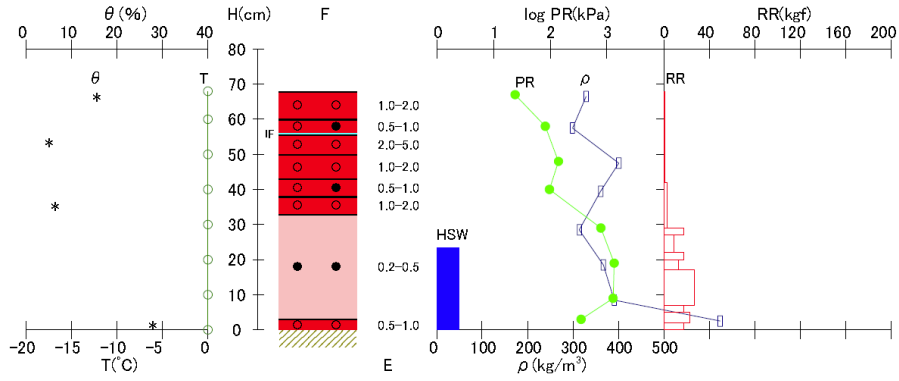 θ (%) H(cm) F log PR(kPa) RR(kgf)
0 10 20 30 40 80 0 1 2 3 0 40 80 120 160 200
θ T 70 PR ρ RR
1.0-2.0
60 IF 0.5-1.0
50 2.0-5.0
1.0-2.0
40 0.5-1.0
1.0-2.0
30 HSW
20 0.2-0.5
10
0 0.5-1.0
-20 -15 -10 -5 0 0 100 200 300 400 500
T(°C) E ρ (kg/m³)